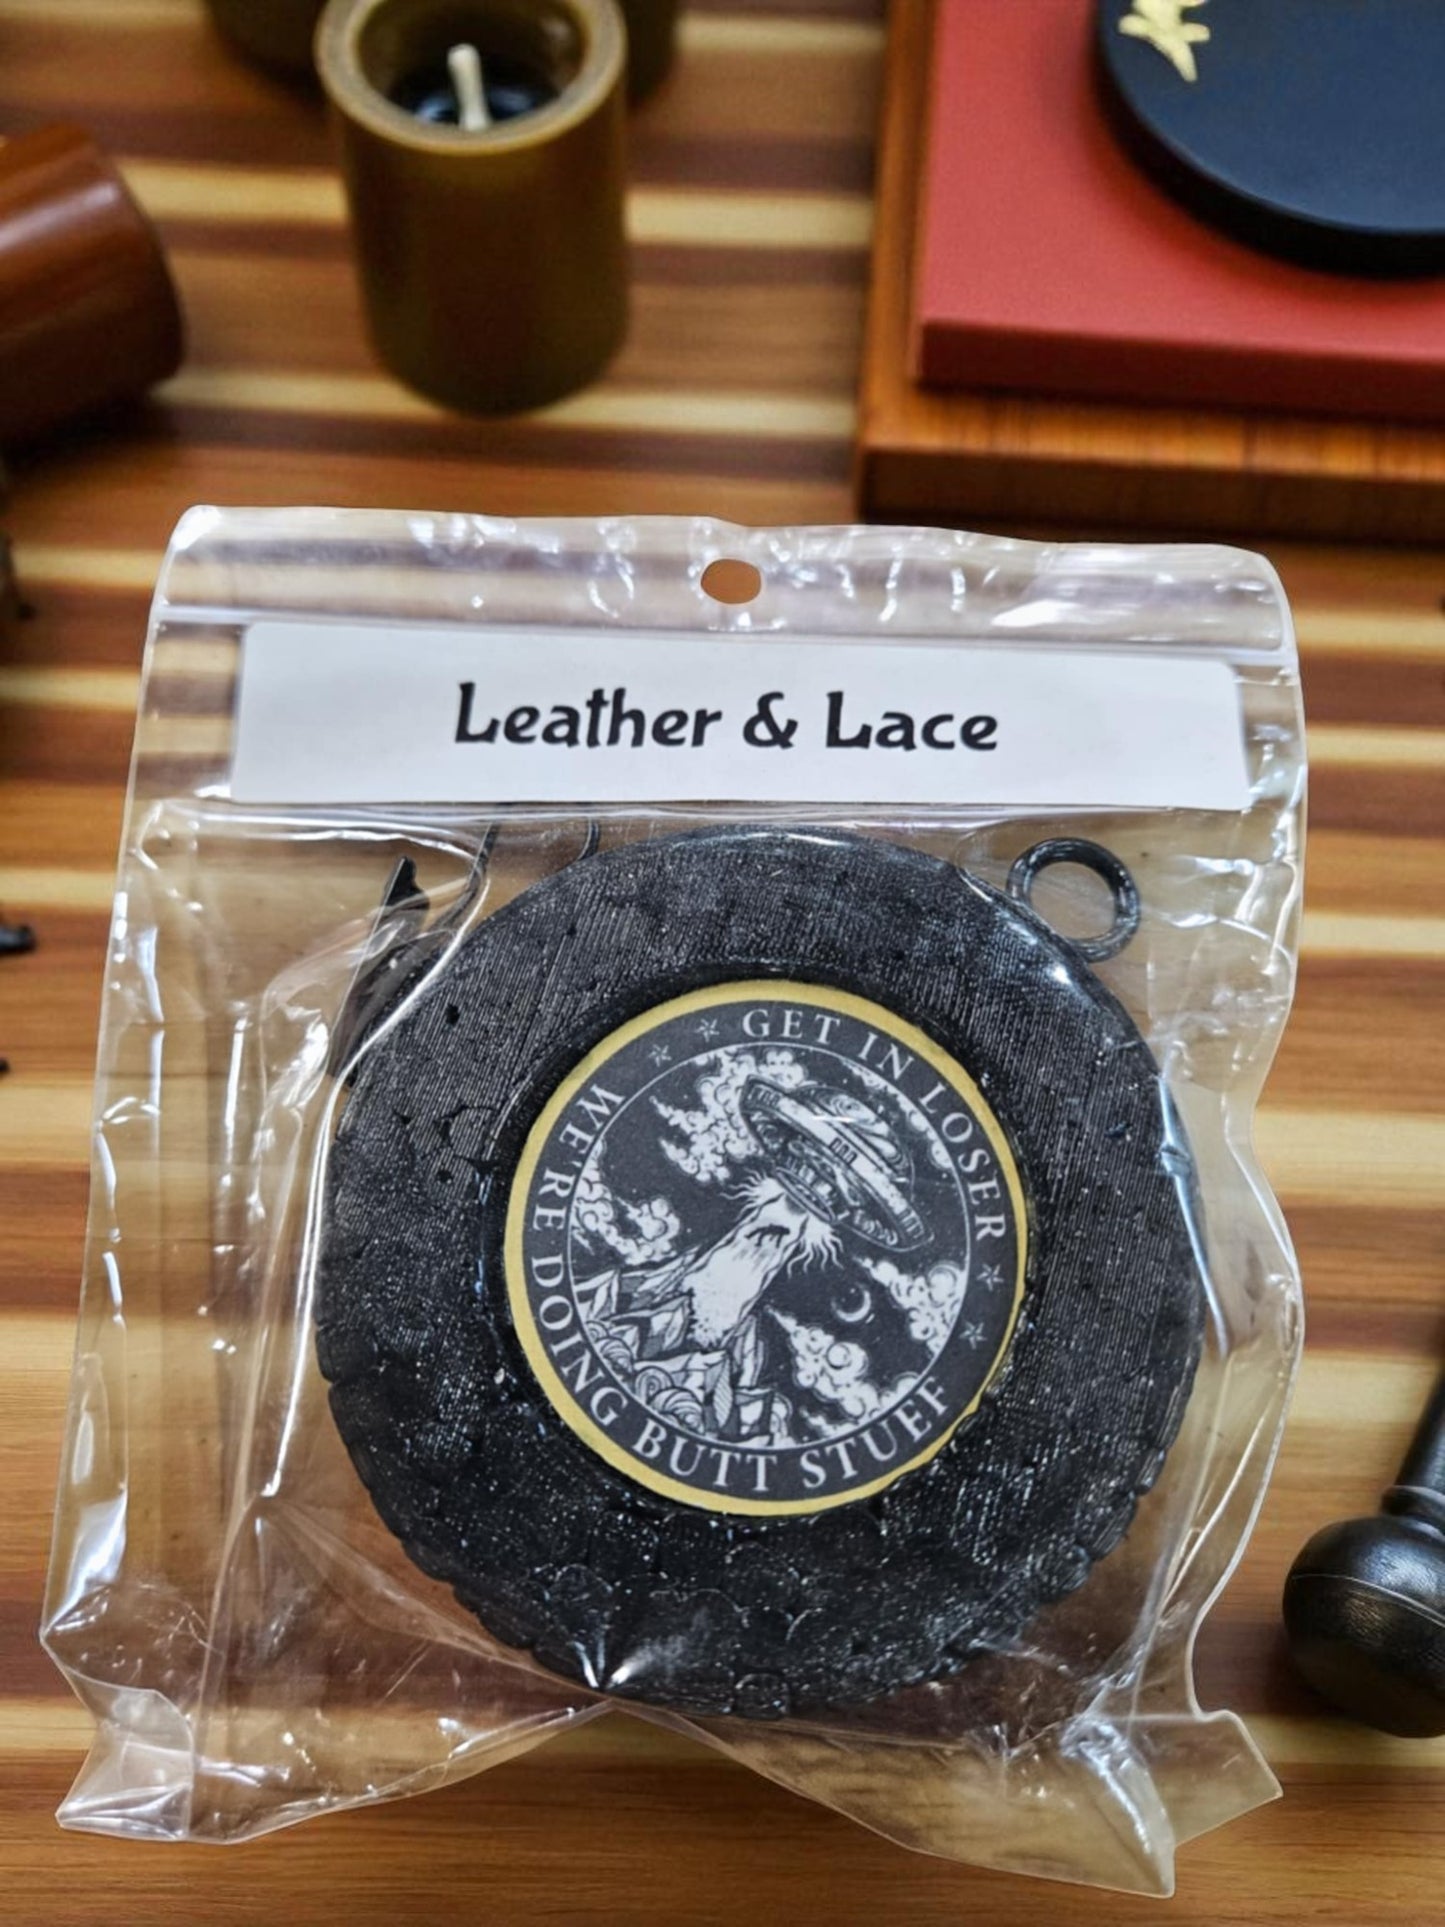 Leather & Lace
GET IN LOSER
WE'RE DOING BUTT STUFF